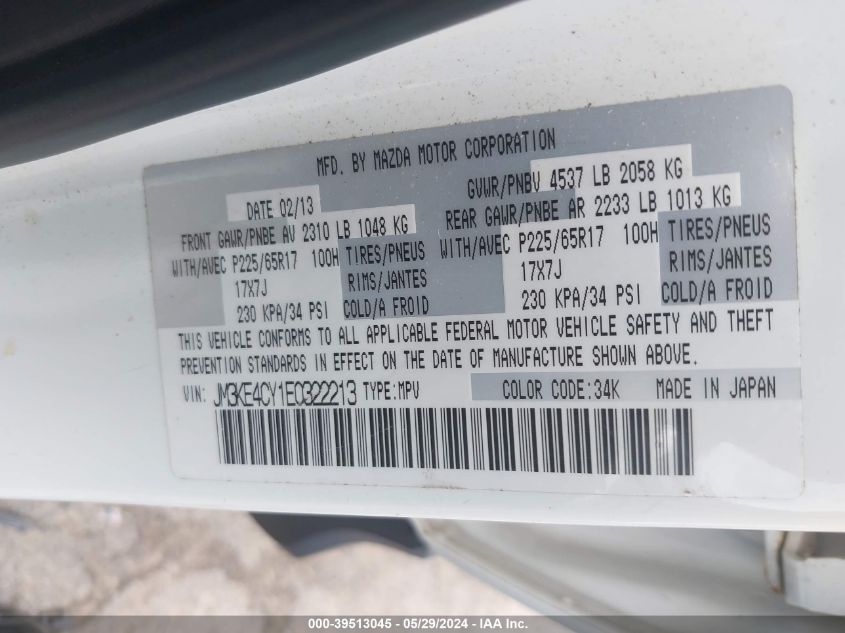 MFD. BY MAZDA MOTOR CORPORATION
DATE 02/13 GVWR/PNBV 4537 LB 2058 KG
FRONT GAWR/PNBE AV 2310 LB 1048 KG REAR GAWR/PNBE AR 2233 LB 1013 KG
WITH/AVEC P225/65R17 100H TIRES/PNEUS WITH/AVEC P225/65R17 100H TIRES/PNEUS
17X7J RIMS/JANTES 17X7J RIMS/JANTES
230 KPA/34 PSI COLD/A FROID 230 KPA/34 PSI COLD/A FROID
THIS VEHICLE CONFORMS TO ALL APPLICABLE FEDERAL MOTOR VEHICLE SAFETY AND THEFT
PREVENTION STANDARDS IN EFFECT ON THE DATE OF MANUFACTURE SHOWN ABOVE.
VIN: JM3KE4CY1E0322213 TYPE:MPV COLOR CODE:34K MADE IN JAPAN
000-39513045 - 05/29/2024 - IAA Inc.